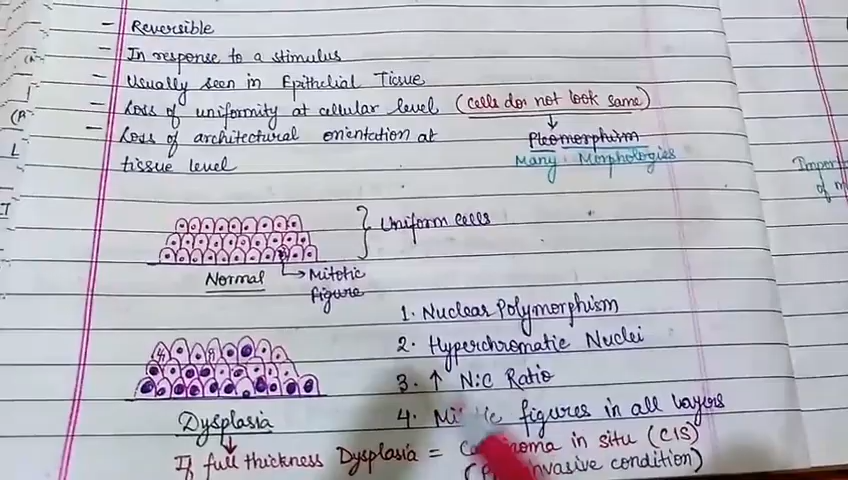 - Reversible
- In response to a stimulus
- Usually seen in Epithelial Tissue
- Loss of uniformity at cellular level (Cells do not look same)
- Loss of architectural orientation at tissue level
Pleomorphism
Many Morphologies
Uniform cells
Normal
Mitotic figure
1. Nuclear Polymorphism
2. Hyperchromatic Nuclei
3. ↑ N:C Ratio
4. figures in all layers
Dysplasia
If full thickness Dysplasia = in situ (CIS)
invasive condition)
of